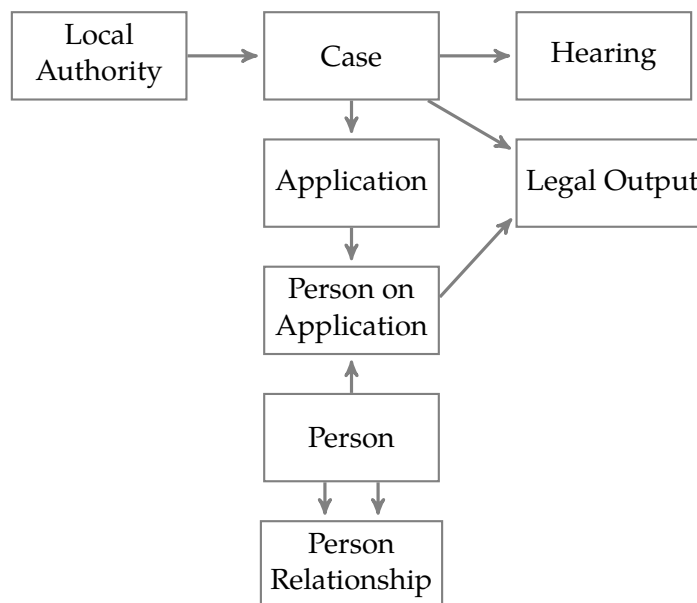 Local
Authority
Case
Hearing
Application
Legal Output
Person on
Application
Person
Person
Relationship